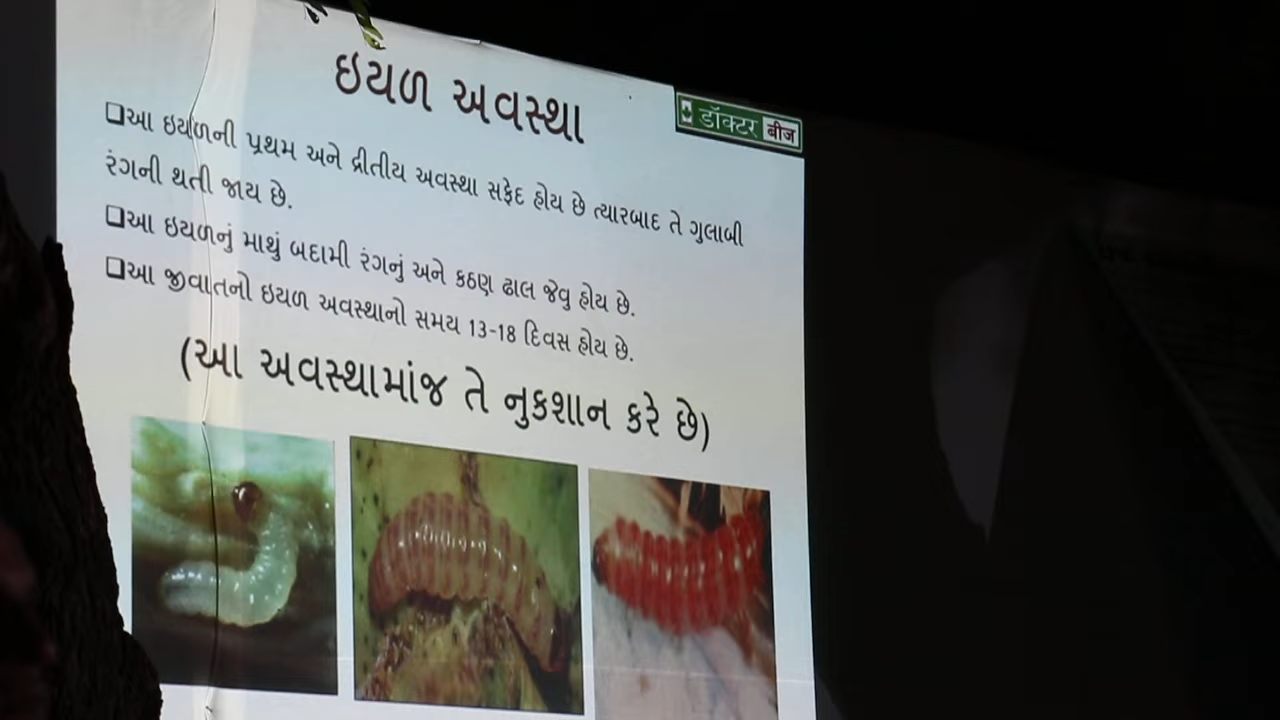 ઇયળ અવસ્થા
डॉक्टर बीज
❑આ ઇયળની પ્રથમ અને દ્રીતીય અવસ્થા સફેદ હોય છે ત્યારબાદ તે ગુલાબી
રંગની થતી જાય છે.
❑આ ઇયળનું માથું બદામી રંગનું અને કઠણ ઢાલ જેવુ હોય છે.
❑આ જીવાતનો ઇયળ અવસ્થાનો સમય 13-18 દિવસ હોય છે.
(આ અવસ્થામાંજ તે નુકશાન કરે છે)